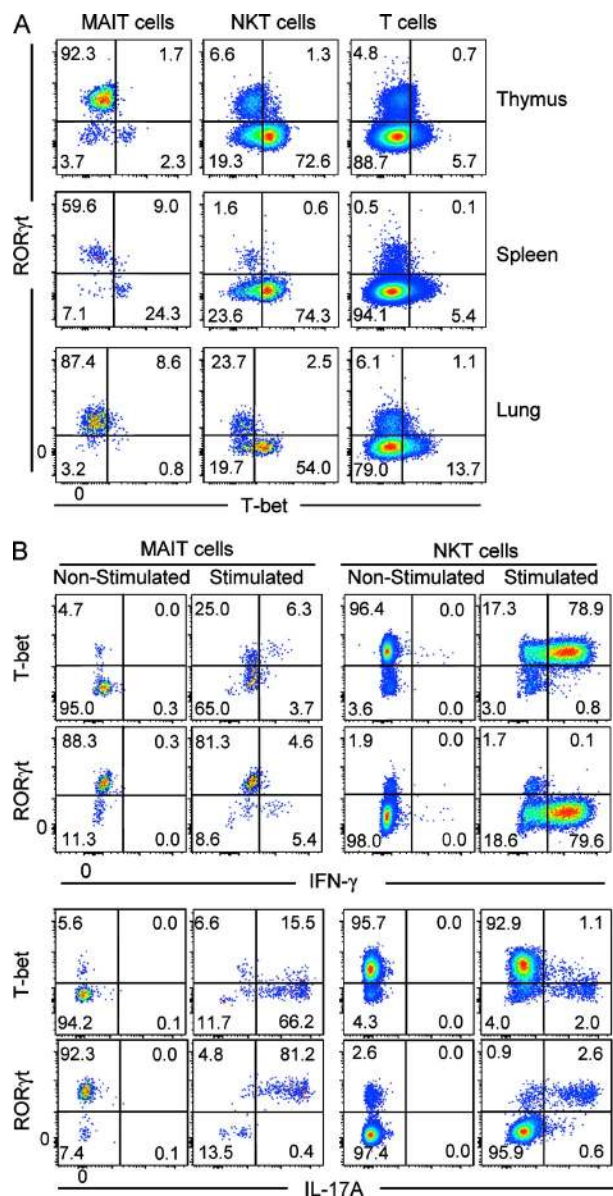 A
MAIT cells NKT cells T cells
92.3 1.7 6.6 1.3 4.8 0.7
Thymus
3.7 2.3 19.3 72.6 88.7 5.7
59.6 9.0 1.6 0.6 0.5 0.1
RORγt
Spleen
7.1 24.3 23.6 74.3 94.1 5.4
87.4 8.6 23.7 2.5 6.1 1.1
Lung
0
3.2 0.8 19.7 54.0 79.0 13.7
0
T-bet
B
MAIT cells NKT cells
Non-Stimulated Stimulated Non-Stimulated Stimulated
4.7 0.0 25.0 6.3 96.4 0.0 17.3 78.9
T-bet
95.0 0.3 65.0 3.7 3.6 0.0 3.0 0.8
88.3 0.3 81.3 4.6 1.9 0.0 1.7 0.1
RORγt
0
11.3 0.0 8.6 5.4 98.0 0.0 18.6 79.6
0
IFN-γ
5.6 0.0 6.6 15.5 95.7 0.0 92.9 1.1
T-bet
94.2 0.1 11.7 66.2 4.3 0.0 4.0 2.0
92.3 0.0 4.8 81.2 2.6 0.0 0.9 2.6
RORγt
0
7.4 0.1 13.5 0.4 97.4 0.0 95.9 0.6
0
IL-17A